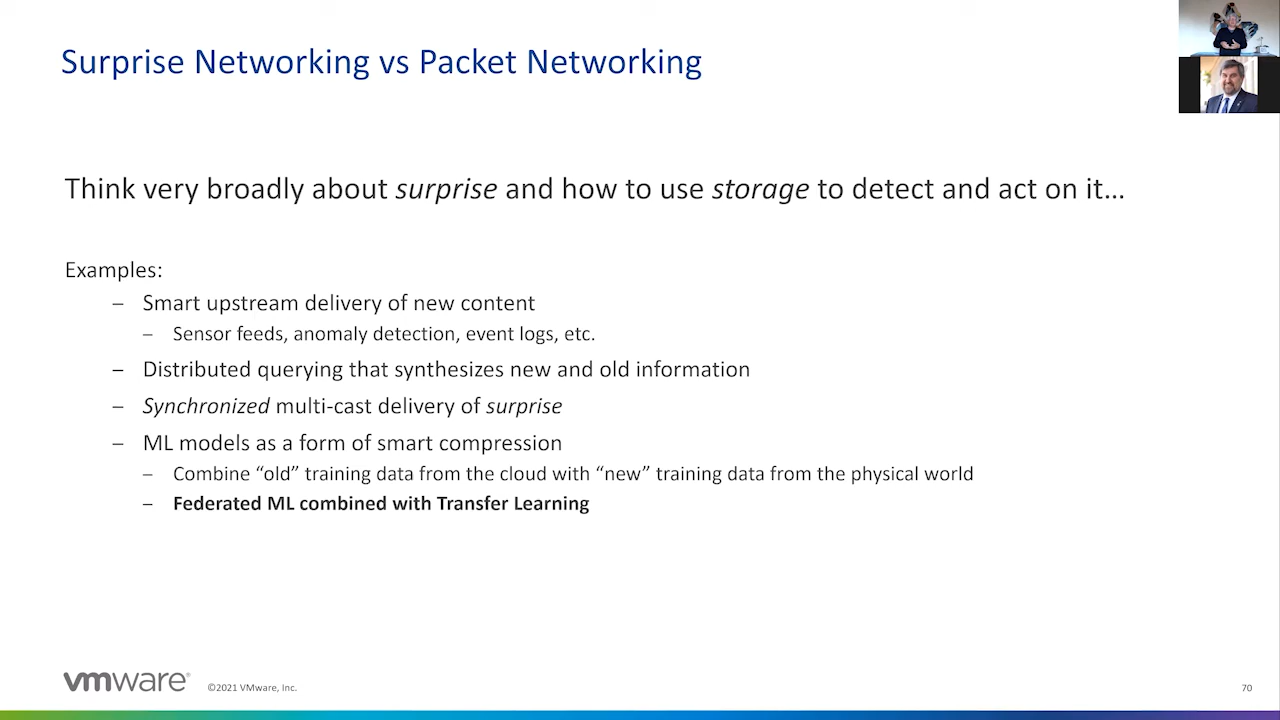 Surprise Networking vs Packet Networking
Think very broadly about surprise and how to use storage to detect and act on it...
Examples:
– Smart upstream delivery of new content
– Sensor feeds, anomaly detection, event logs, etc.
– Distributed querying that synthesizes new and old information
– Synchronized multi-cast delivery of surprise
– ML models as a form of smart compression
– Combine “old” training data from the cloud with “new” training data from the physical world
– Federated ML combined with Transfer Learning
vmware® ©2021 VMware, Inc. 70